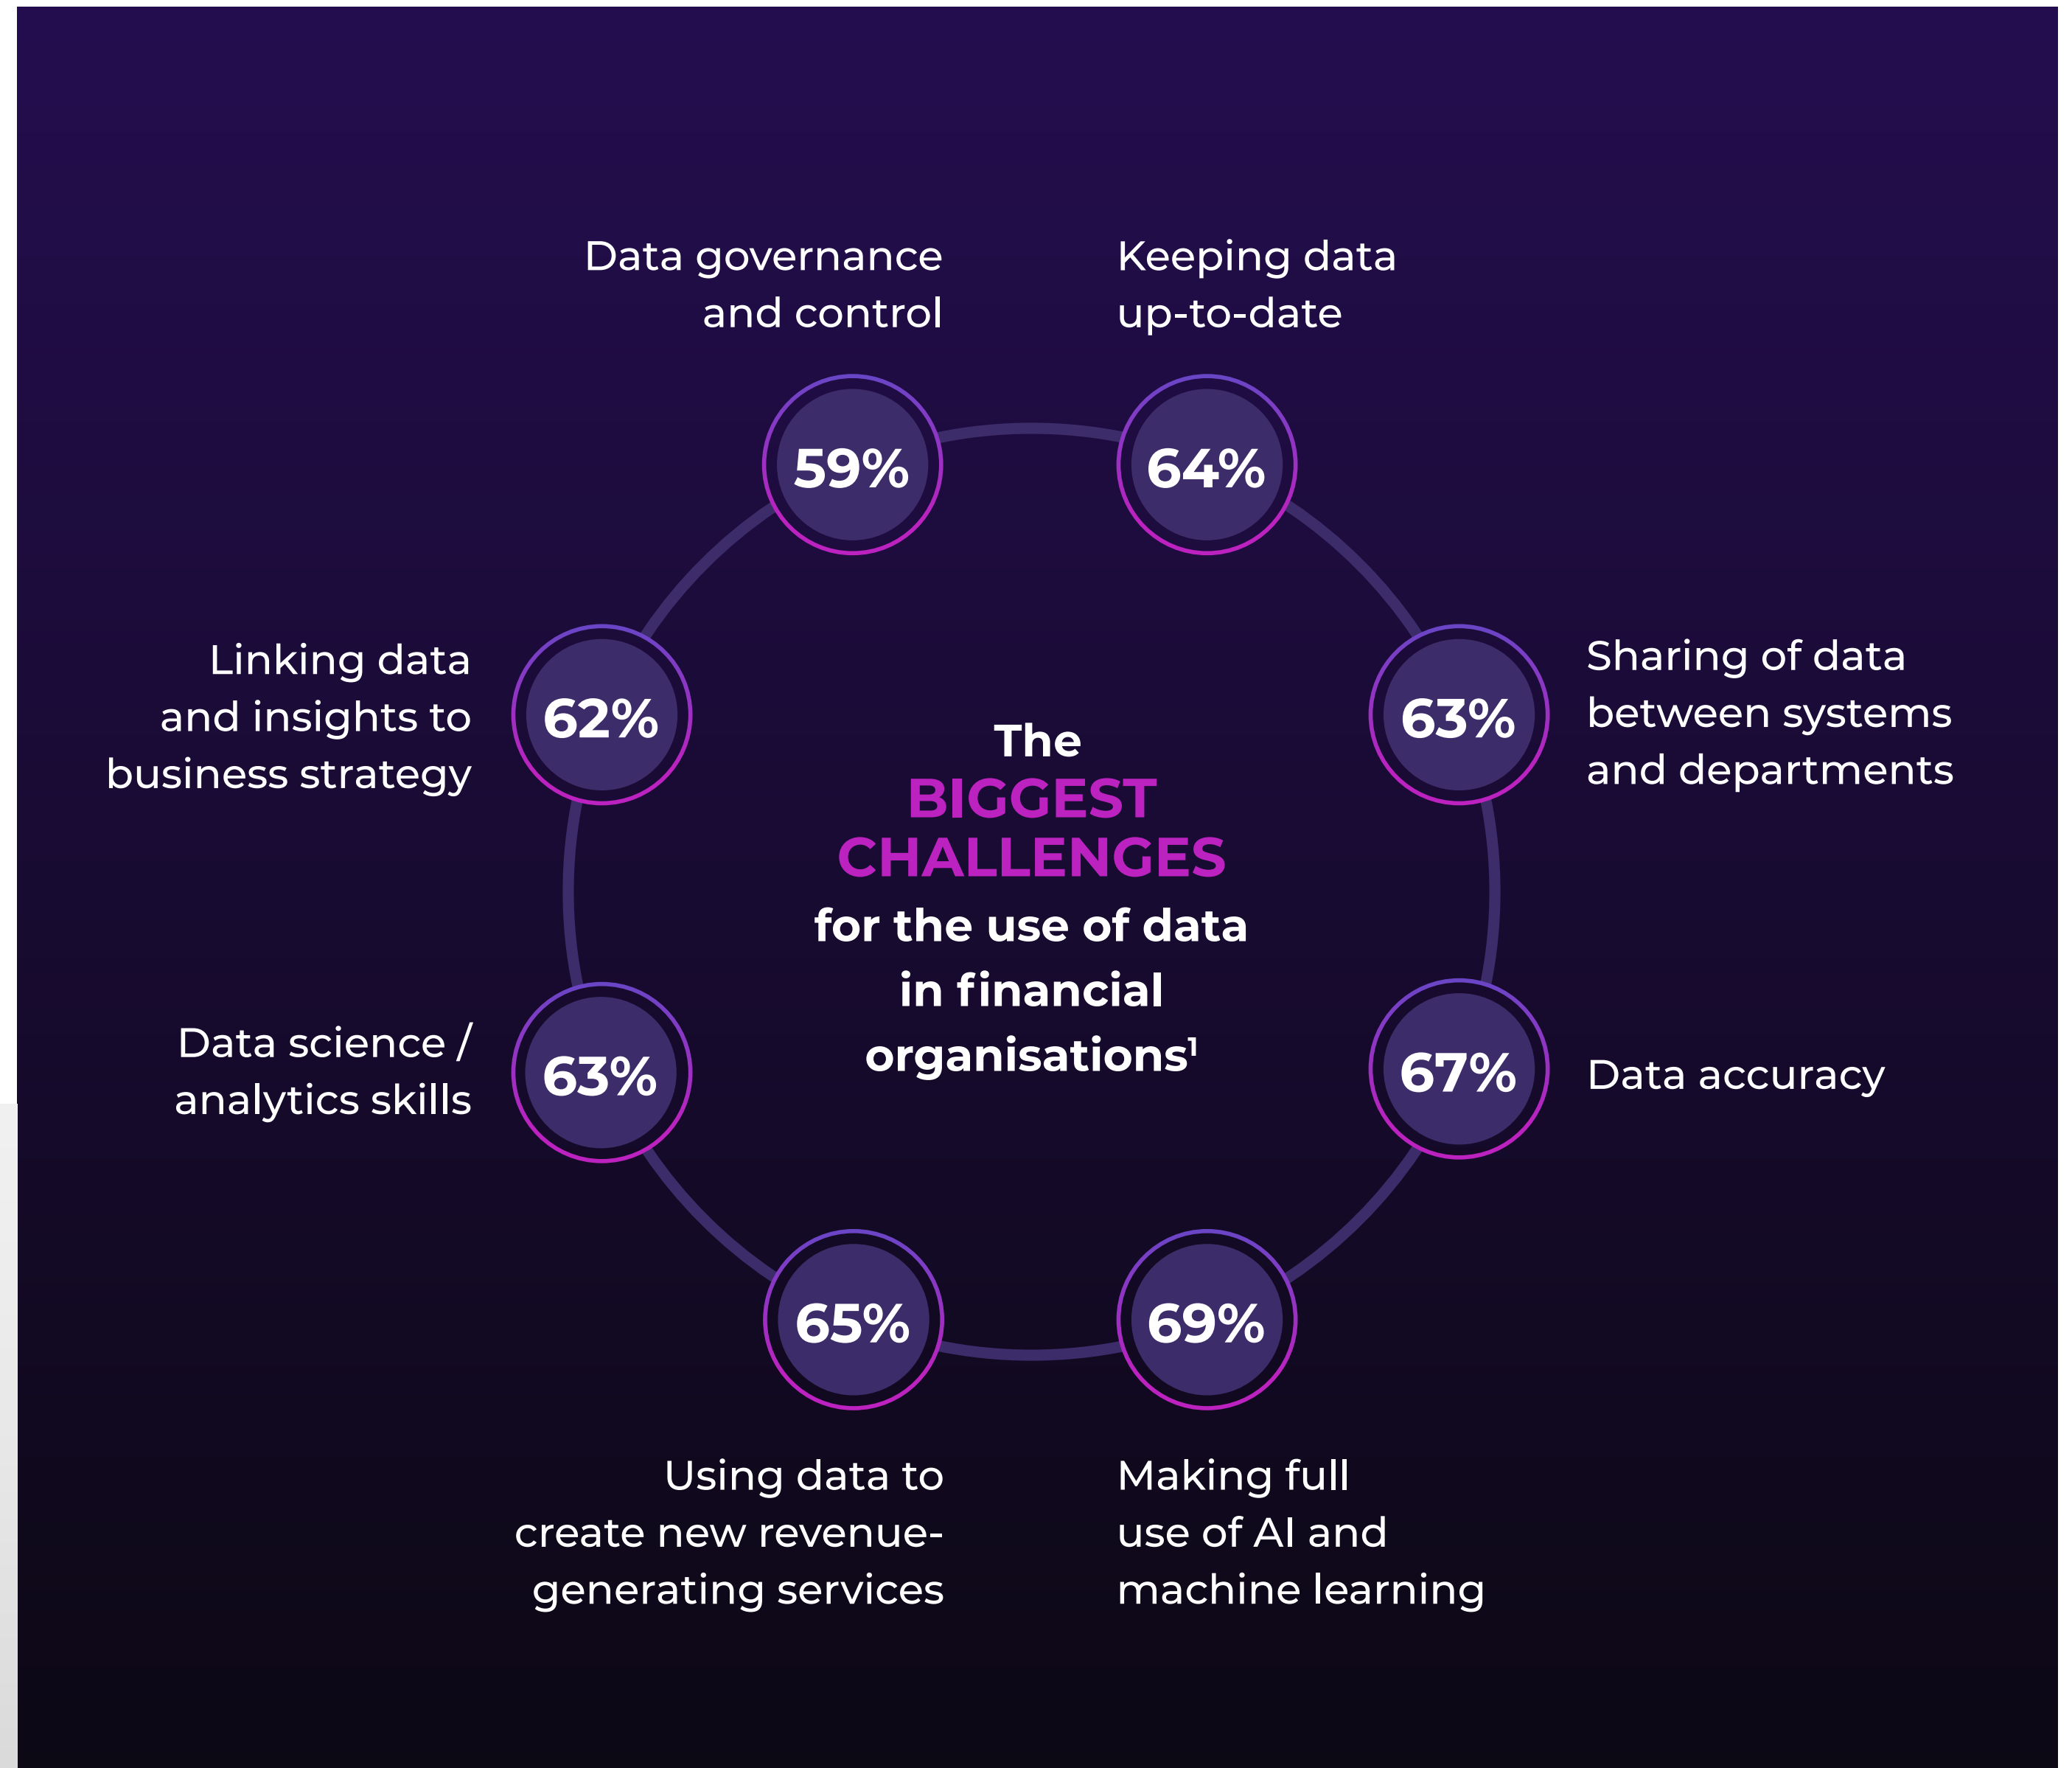 Data governance
and control
Keeping data
up-to-date
59%
64%
Linking data
and insights to
business strategy
62%
63%
Sharing of data
between systems
and departments
The
BIGGEST
CHALLENGES
for the use of data
in financial
organisations¹
Data science /
analytics skills
63%
67%
Data accuracy
65%
69%
Using data to
create new revenue-
generating services
Making full
use of AI and
machine learning